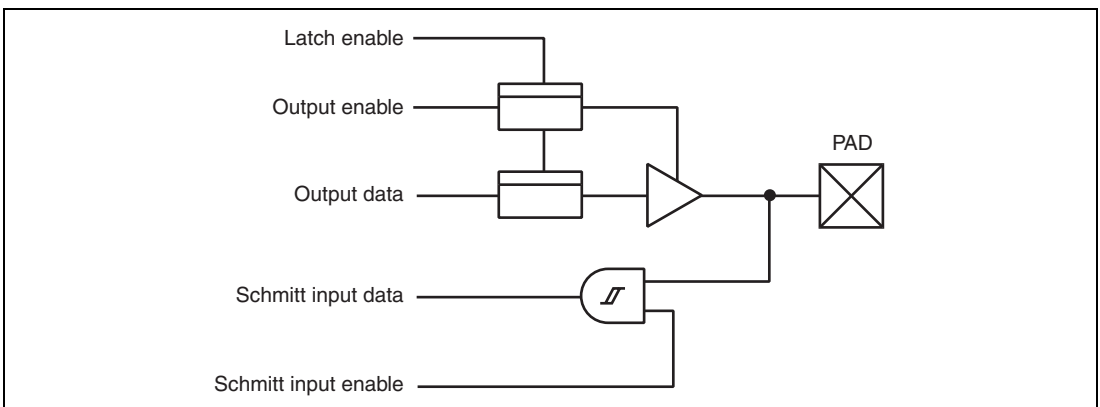 Latch enable
Output enable
PAD
Output data
Schmitt input data
Schmitt input enable